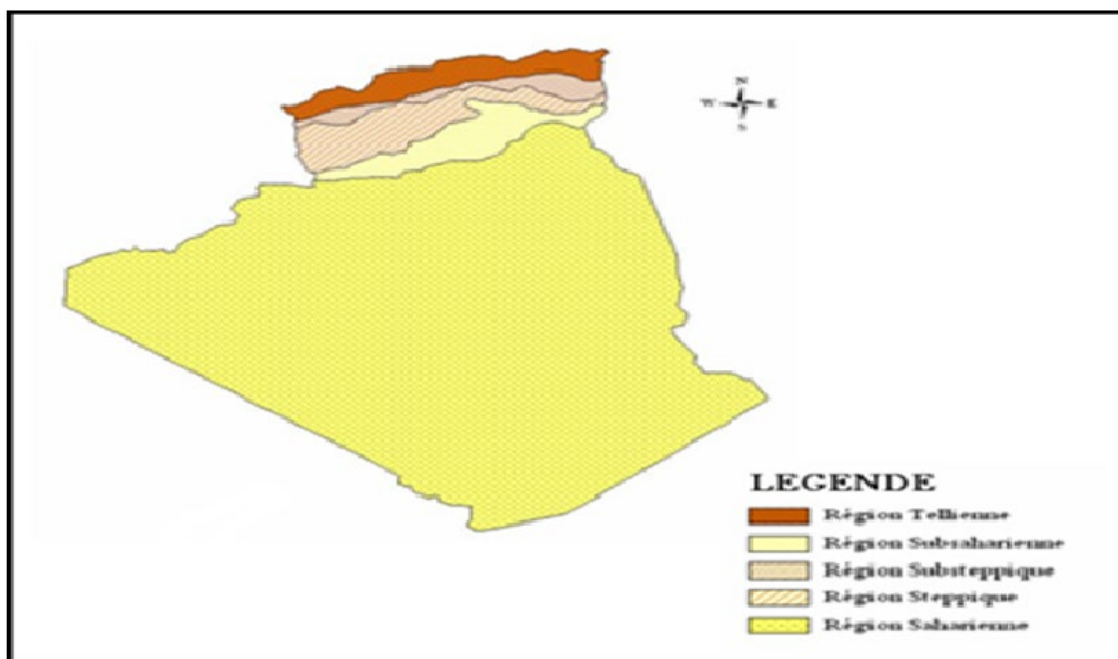 N
W E
S
LEGENDE
Région Tellienne
Région Subsaharienne
Région Substeppique
Région Steppique
Région Saharienne